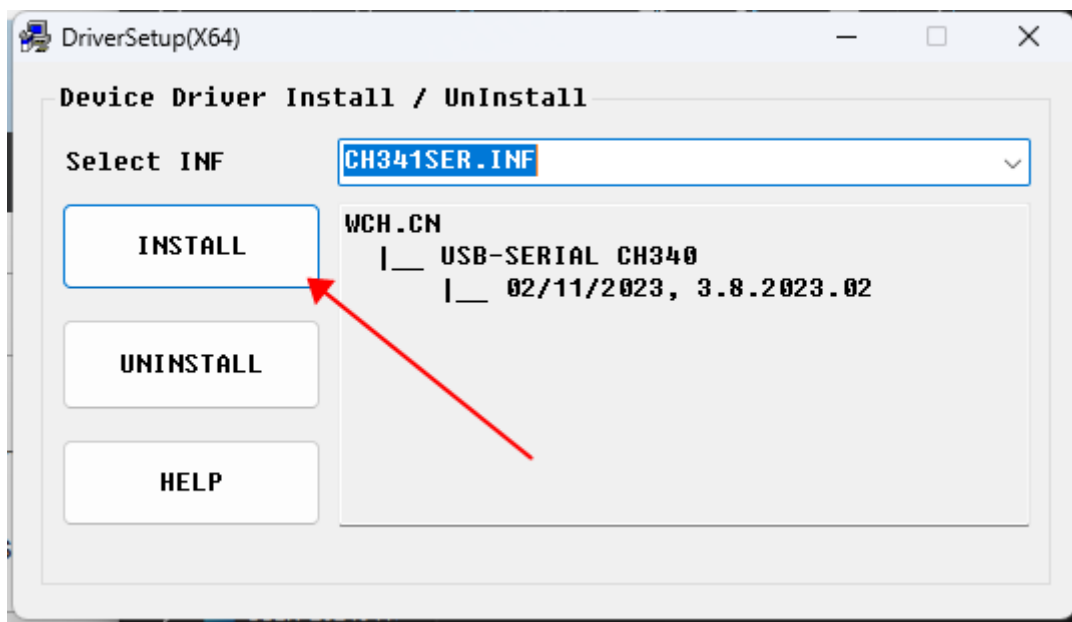 DriverSetup(X64)
Device Driver Install / UnInstall
Select INF
CH341SER.INF
INSTALL
WCH.CN
|__ USB-SERIAL CH340
|__ 02/11/2023, 3.8.2023.02
UNINSTALL
HELP